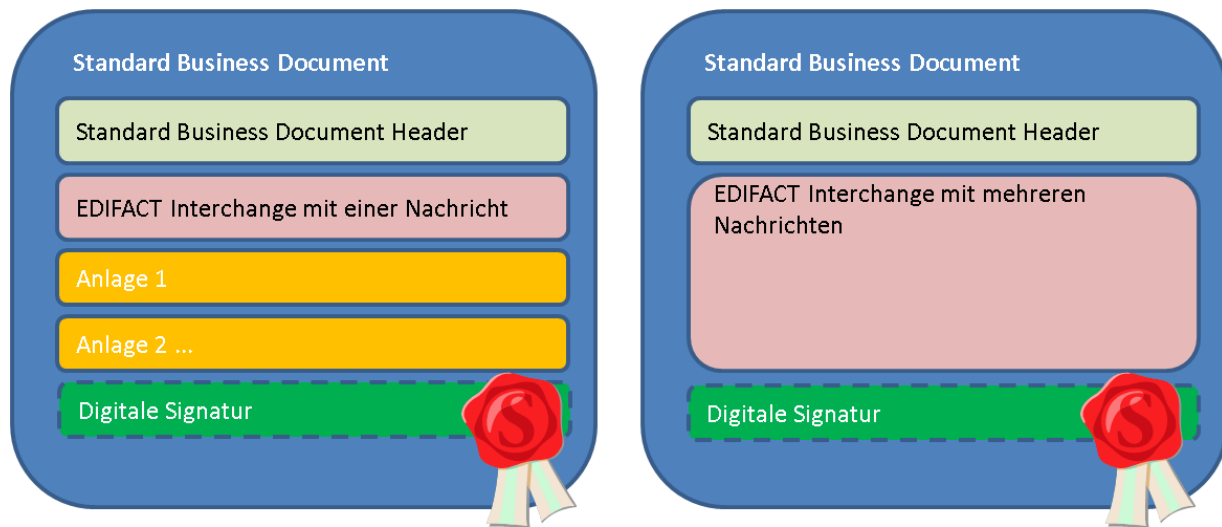 Standard Business Document
Standard Business Document Header
EDIFACT Interchange mit einer Nachricht
Anlage 1
Anlage 2 ...
Digitale Signatur
S
Standard Business Document
Standard Business Document Header
EDIFACT Interchange mit mehreren
Nachrichten
Digitale Signatur
S